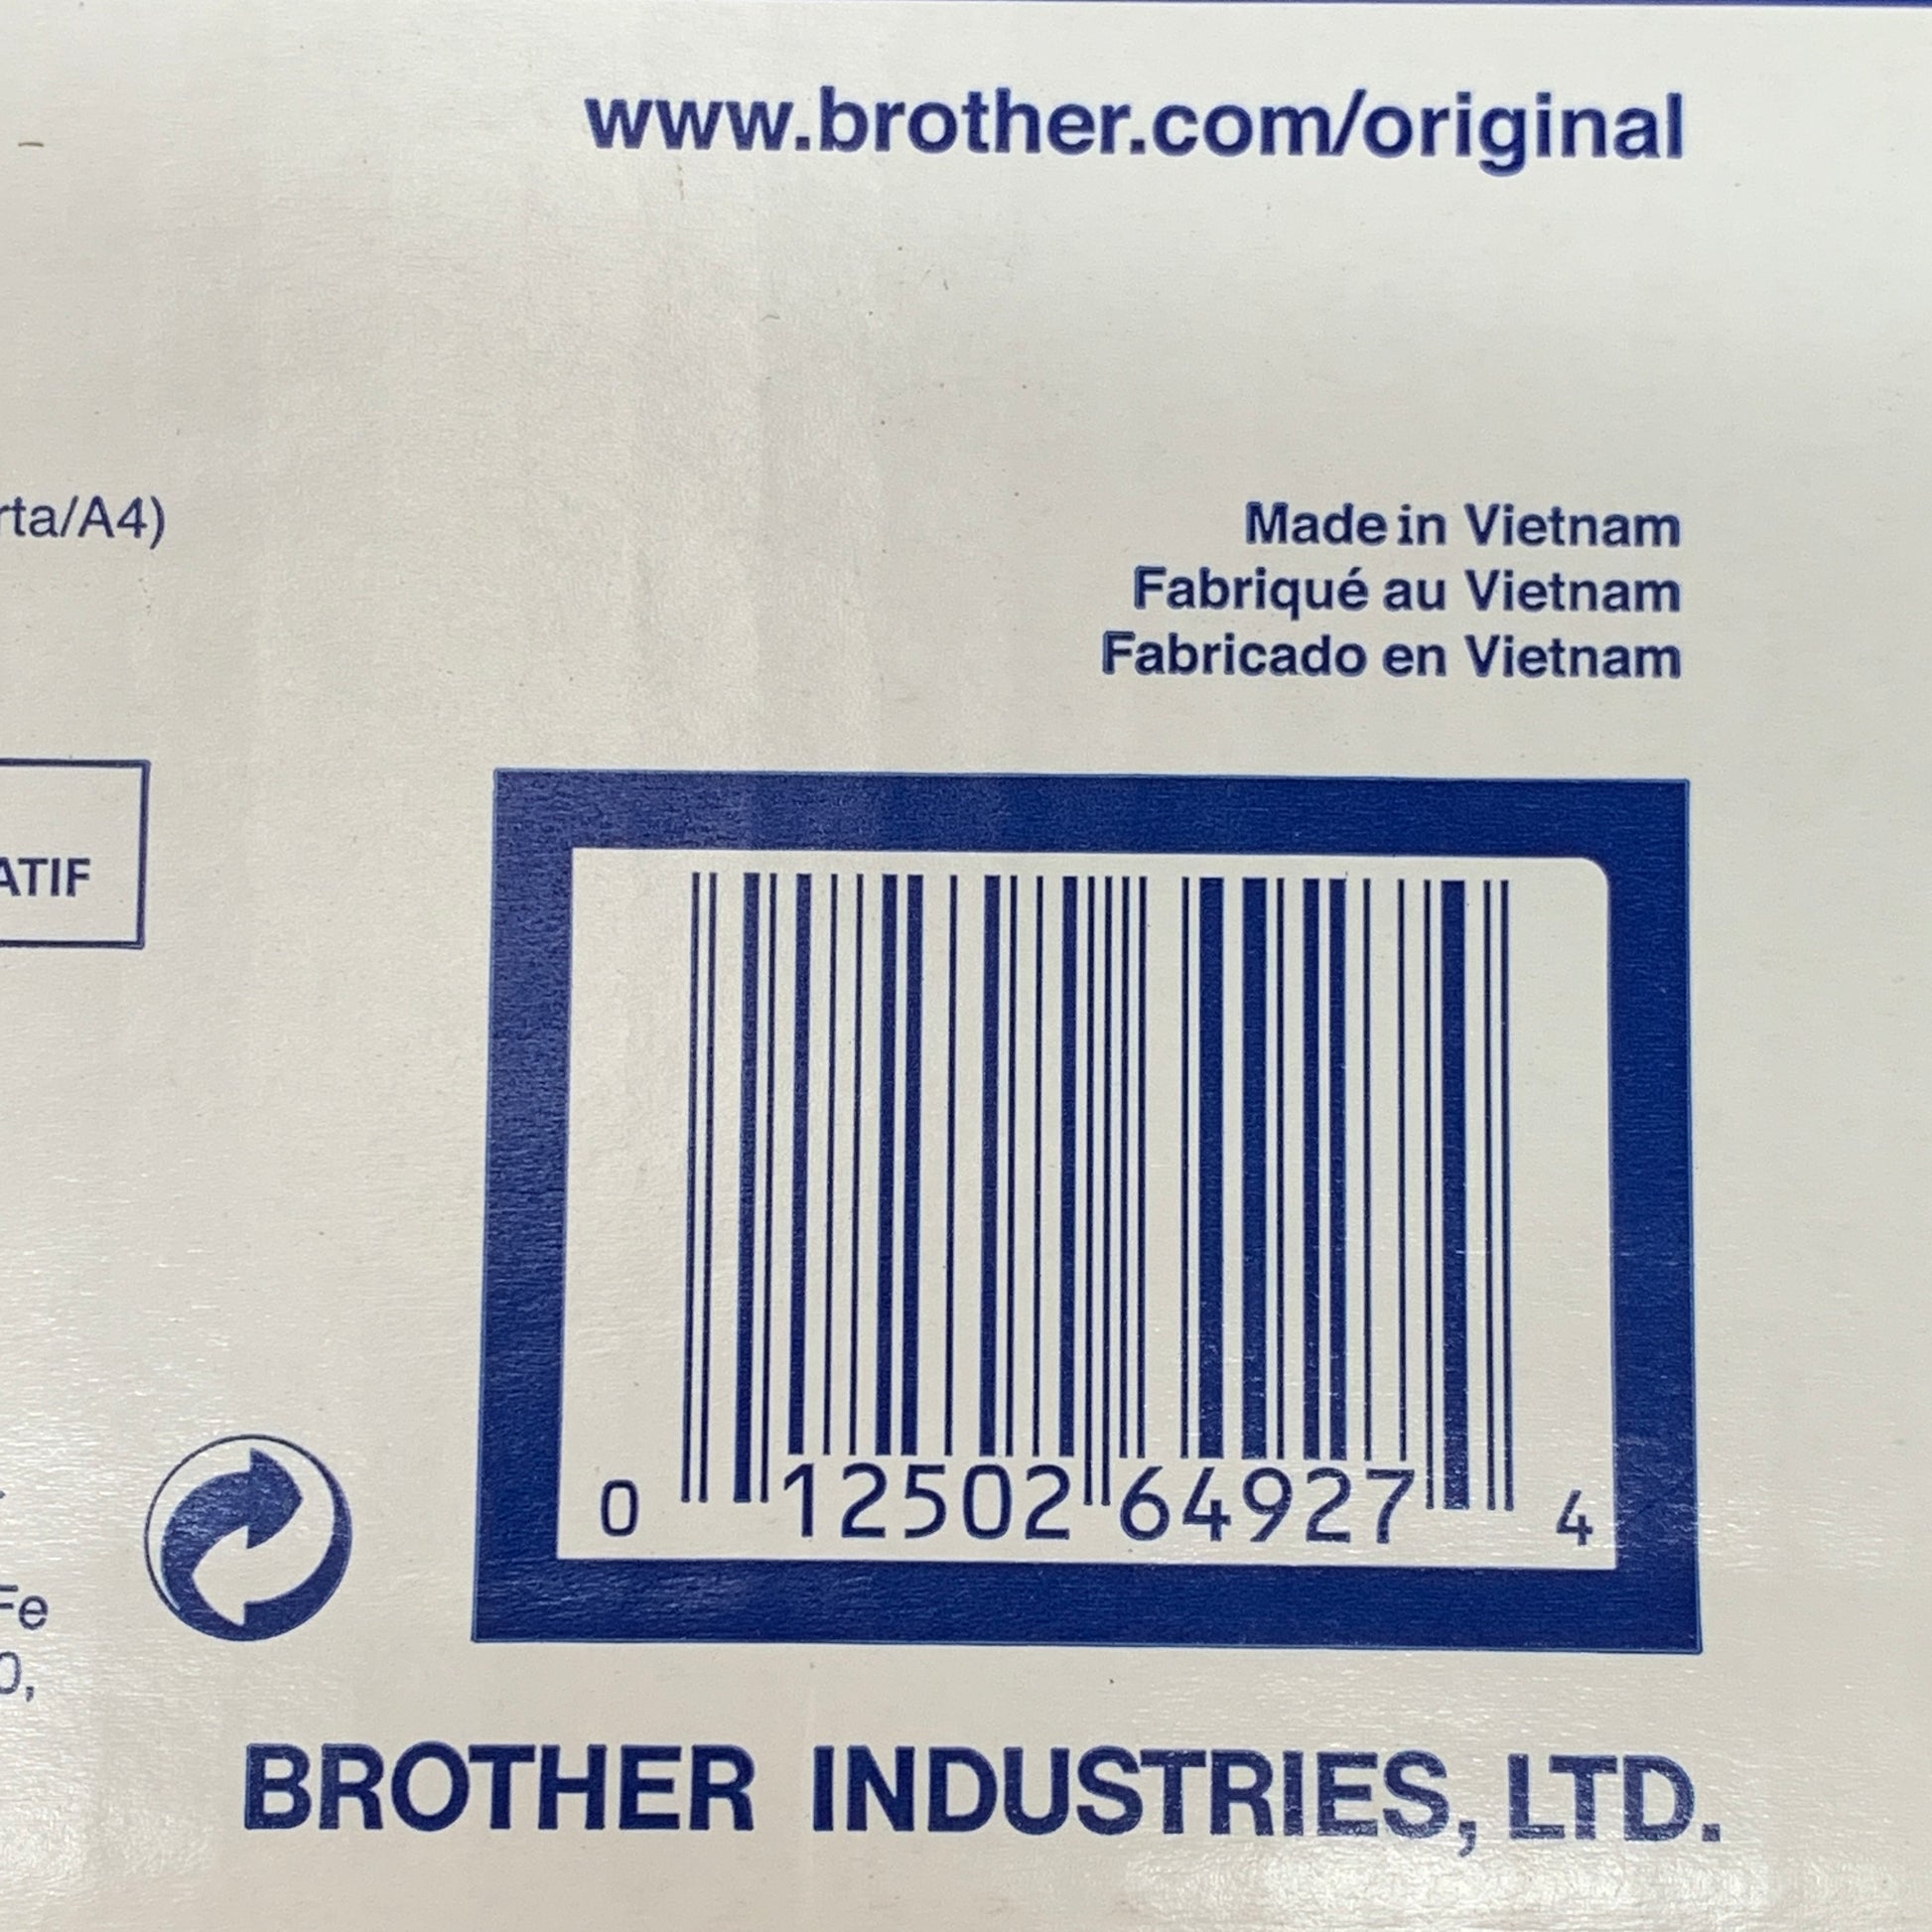 www.brother.com/original
rta/A4)
Made in Vietnam
Fabriqué au Vietnam
Fabricado en Vietnam
ATIF
0 12502 64927 4
Fe
0,
BROTHER INDUSTRIES, LTD.